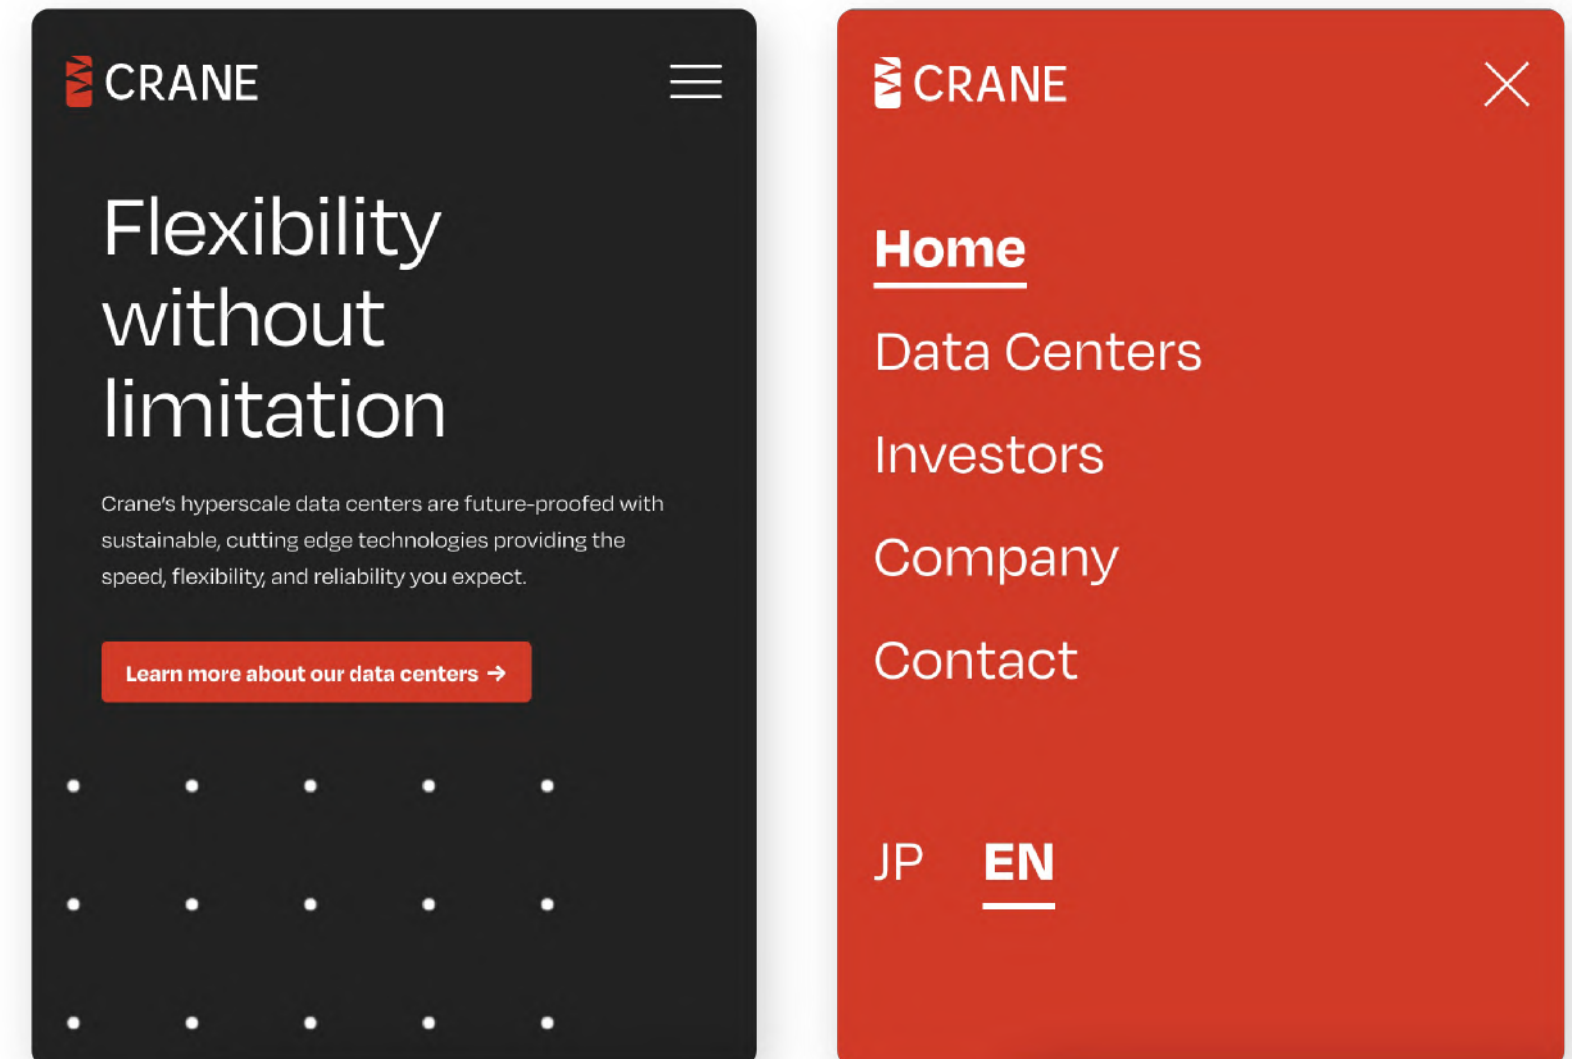 CRANE
Flexibility
without
limitation
Crane's hyperscale data centers are future-proofed with
sustainable, cutting edge technologies providing the
speed, flexibility, and reliability you expect.
Learn more about our data centers →
CRANE
Home
Data Centers
Investors
Company
Contact
JP EN